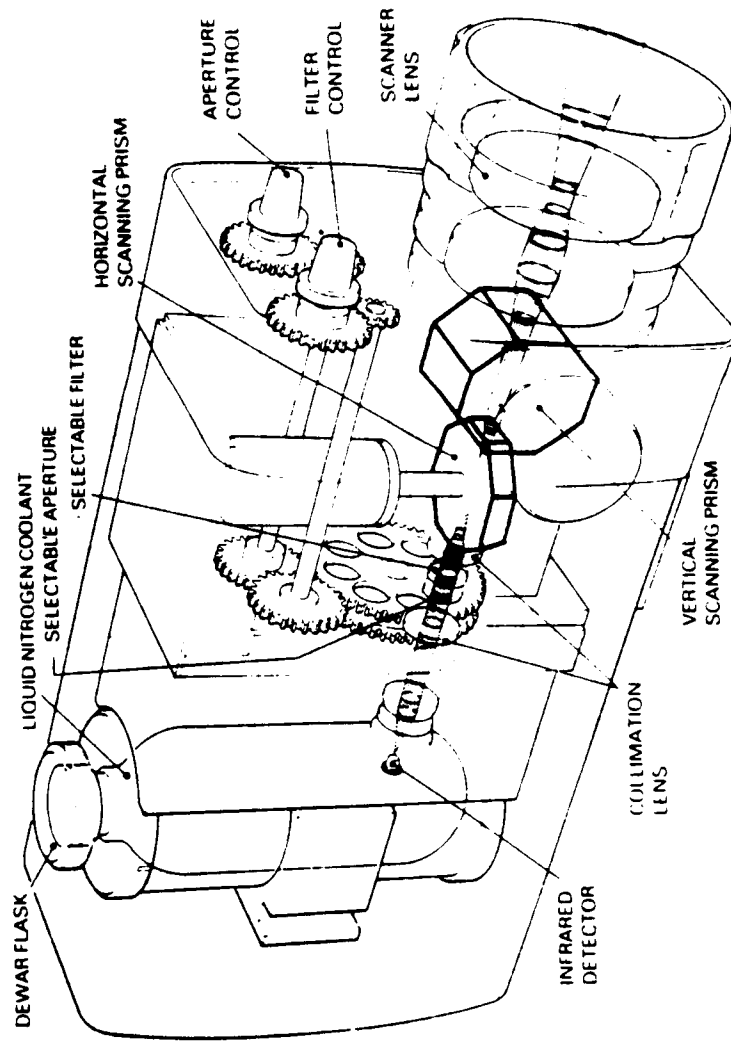 DEWAR FLASK
LIQUID NITROGEN COOLANT
SELECTABLE APERTURE
SELECTABLE FILTER
HORIZONTAL
SCANNING PRISM
APERTURE
CONTROL
FILTER
CONTROL
SCANNER
LENS
INFRARED
DETECTOR
COLLIMATION
LENS
VERTICAL
SCANNING PRISM